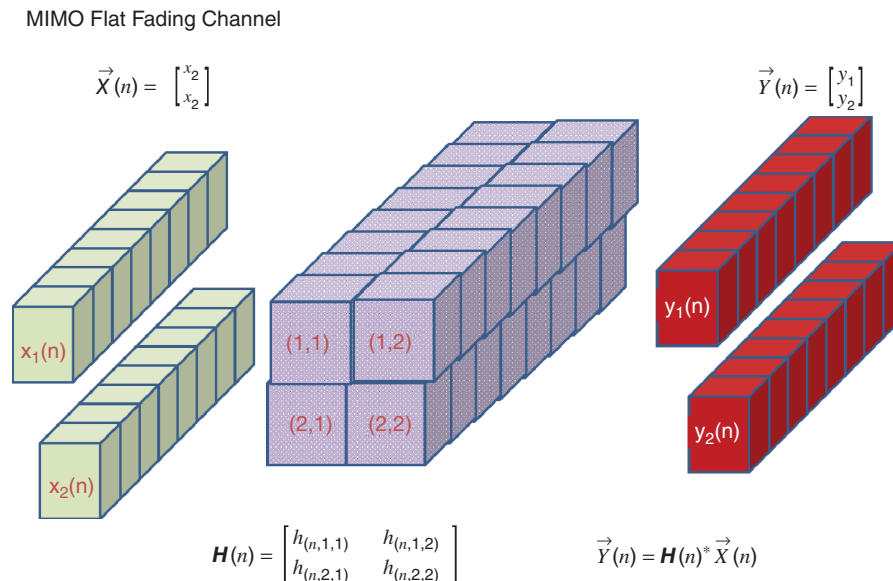 MIMO Flat Fading Channel
X(n) = [x2 x2]
Y(n) = [y1 y2]
x1(n)
x2(n)
(1,1) (1,2)
(2,1) (2,2)
y1(n)
y2(n)
H(n) = [h(n,1,1) h(n,1,2) h(n,2,1) h(n,2,2)]
Y(n) = H(n)* X(n)